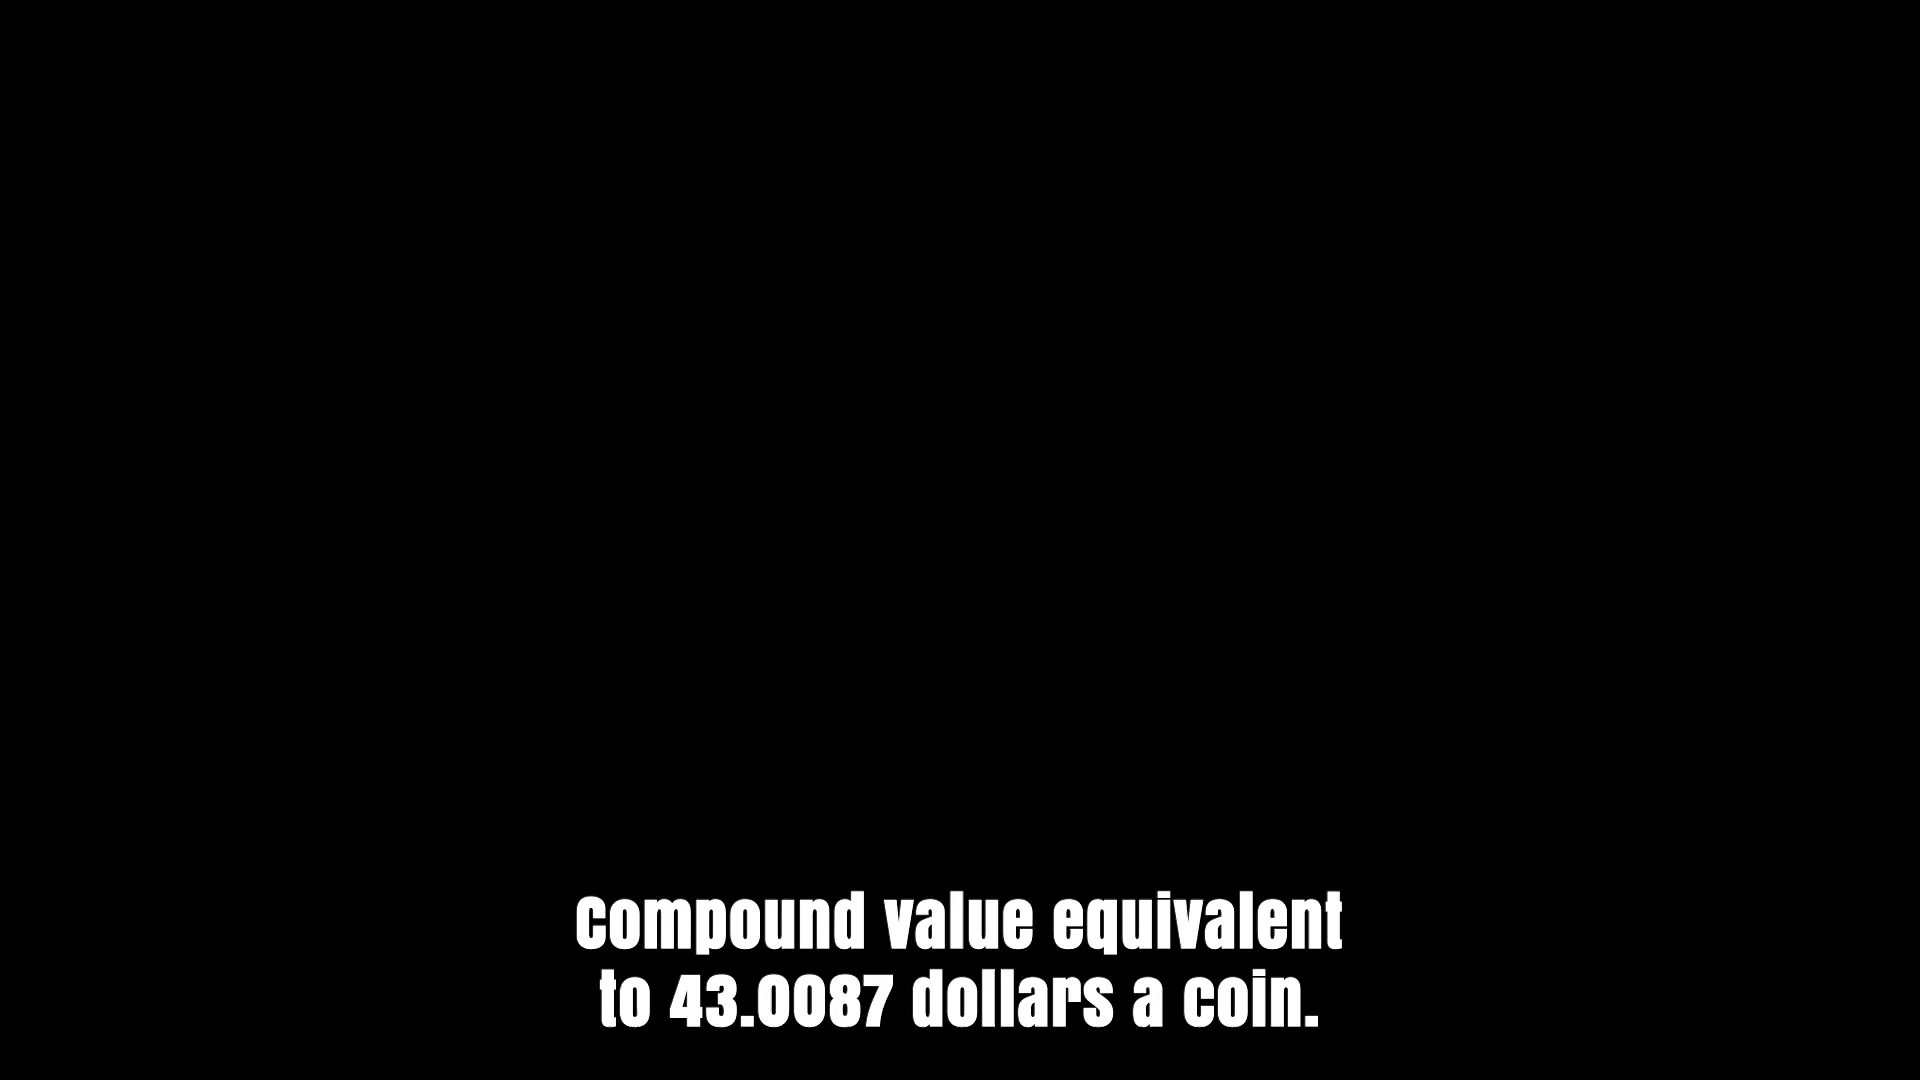 Compound value equivalent
to 43.0087 dollars a coin.